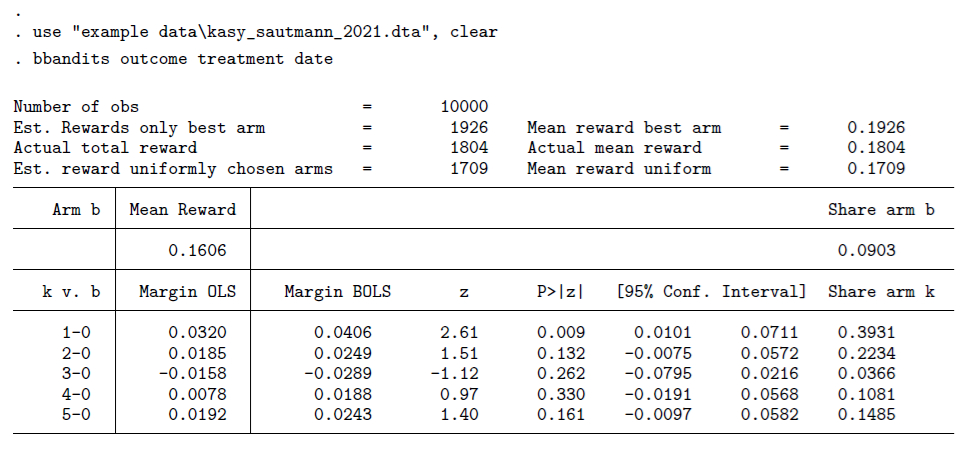 .
. use "example data\kasy_sautmann_2021.dta", clear
. bbandits outcome treatment date
Number of obs = 10000
Est. Rewards only best arm = 1926 Mean reward best arm = 0.1926
Actual total reward = 1804 Actual mean reward = 0.1804
Est. reward uniformly chosen arms = 1709 Mean reward uniform = 0.1709
Arm b Mean Reward Share arm b
0.1606 0.0903
k v. b Margin OLS Margin BOLS z P>|z| [95% Conf. Interval] Share arm k
1-0 0.0320 0.0406 2.61 0.009 0.0101 0.0711 0.3931
2-0 0.0185 0.0249 1.51 0.132 -0.0075 0.0572 0.2234
3-0 -0.0158 -0.0289 -1.12 0.262 -0.0795 0.0216 0.0366
4-0 0.0078 0.0188 0.97 0.330 -0.0191 0.0568 0.1081
5-0 0.0192 0.0243 1.40 0.161 -0.0097 0.0582 0.1485